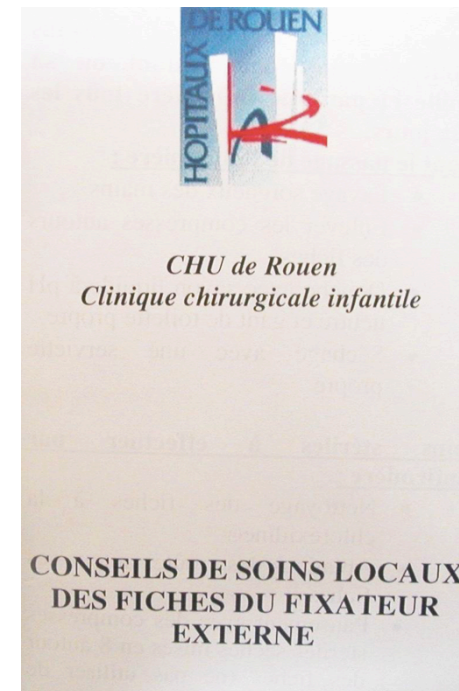 HOPITAUX DE ROUEN
CHU de Rouen
Clinique chirurgicale infantile
CONSEILS DE SOINS LOCAUX
DES FICHES DU FIXATEUR
EXTERNE